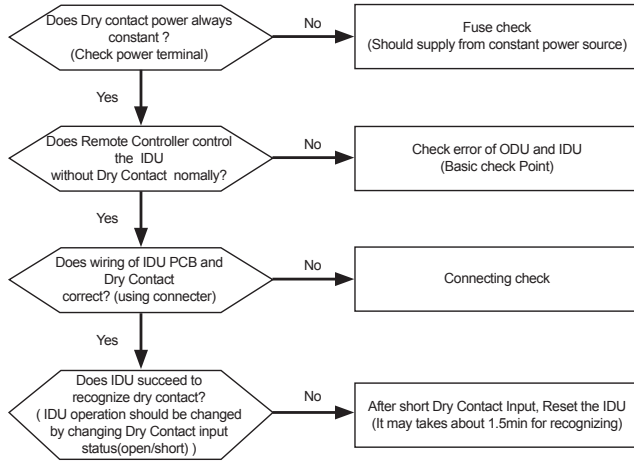 Does Dry contact power always
constant ?
(Check power terminal)
No
Fuse check
(Should supply from constant power source)
Yes
Does Remote Controller control
the IDU
without Dry Contact nomally?
No
Check error of ODU and IDU
(Basic check Point)
Yes
Does wiring of IDU PCB and
Dry Contact
correct? (using connecter)
No
Connecting check
Yes
Does IDU succeed to
recognize dry contact?
( IDU operation should be changed
by changing Dry Contact input
status(open/short) )
No
After short Dry Contact Input, Reset the IDU
(It may takes about 1.5min for recognizing)